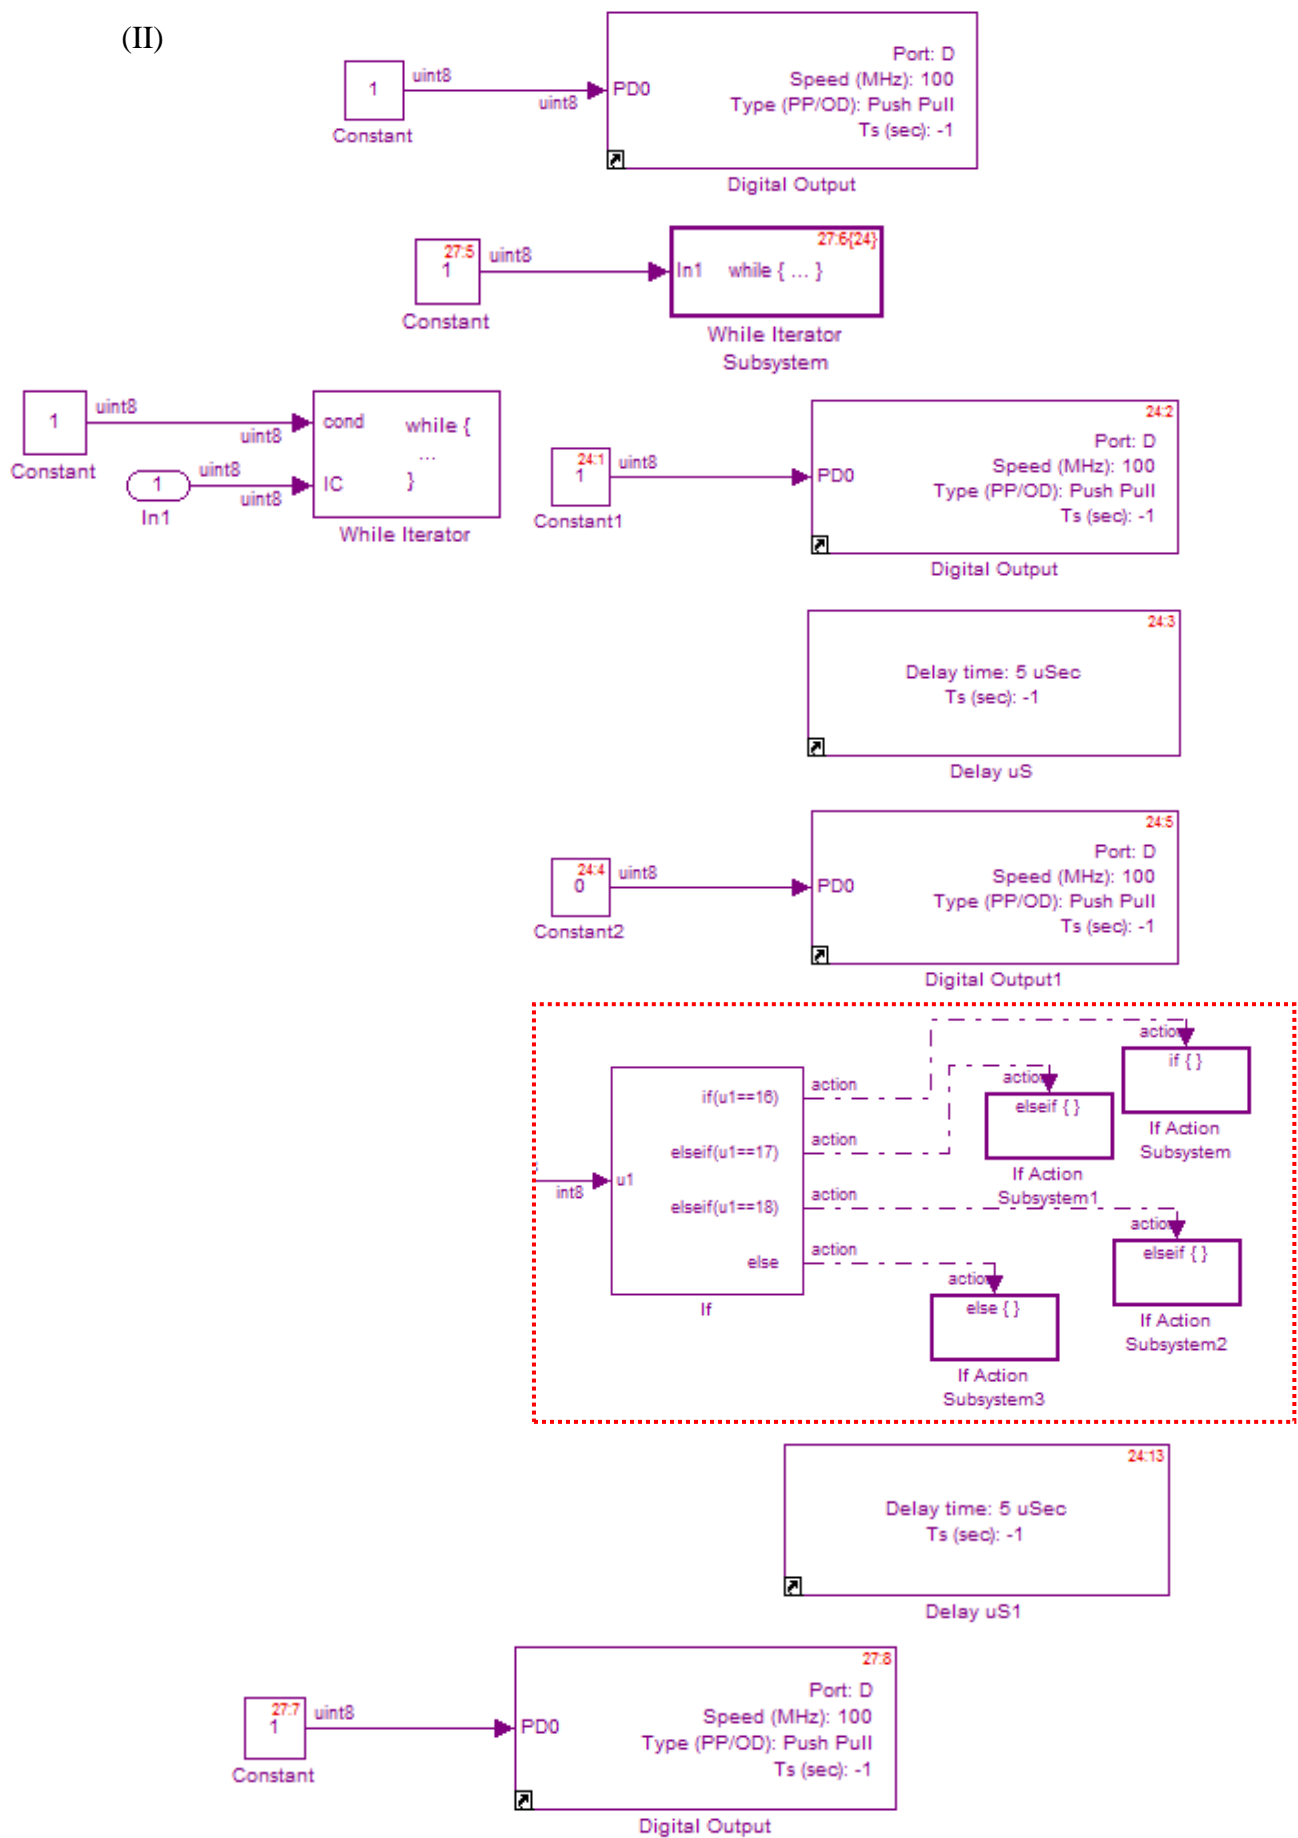 (II)
Port: D
Speed (MHz): 100
Type (PP/OD): Push Pull
Ts (sec): -1
PD0
1
uint8
uint8
Constant
Digital Output
27:5
1
uint8
Constant
27:6{24}
In1
while { ... }
While Iterator
Subsystem
1
uint8
uint8
Constant
1
uint8
uint8
In1
cond
IC
while {
...
}
While Iterator
24:1
1
uint8
Constant1
24:2
PD0
Port: D
Speed (MHz): 100
Type (PP/OD): Push Pull
Ts (sec): -1
Digital Output
24:3
Delay time: 5 uSec
Ts (sec): -1
Delay uS
24:4
0
uint8
Constant2
24:5
PD0
Port: D
Speed (MHz): 100
Type (PP/OD): Push Pull
Ts (sec): -1
Digital Output1
int8
u1
if(u1==16)
elseif(u1==17)
elseif(u1==18)
else
If
action
action
action
action
action
if { }
If Action
Subsystem
action
elseif { }
If Action
Subsystem1
action
elseif { }
If Action
Subsystem2
action
else { }
If Action
Subsystem3
24:13
Delay time: 5 uSec
Ts (sec): -1
Delay uS1
27:7
1
uint8
Constant
27:8
PD0
Port: D
Speed (MHz): 100
Type (PP/OD): Push Pull
Ts (sec): -1
Digital Output